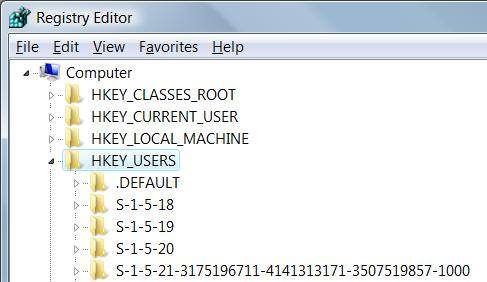 Registry Editor
File Edit View Favorites Help
Computer
HKEY_CLASSES_ROOT
HKEY_CURRENT_USER
HKEY_LOCAL_MACHINE
HKEY_USERS
.DEFAULT
S-1-5-18
S-1-5-19
S-1-5-20
S-1-5-21-3175196711-4141313171-3507519857-1000